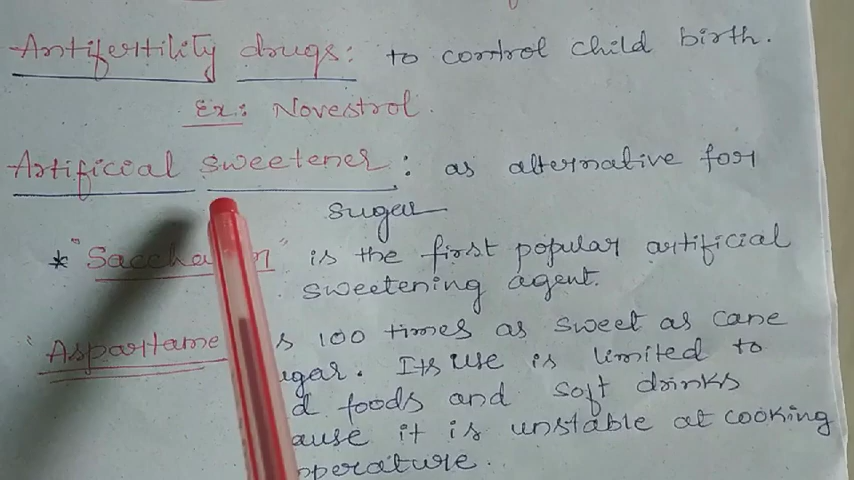 Antifertility drugs: to control child birth.
Ex.: Novestrol.
Artificial sweetener: as alternative for
sugar
* "Saccha n" is the first popular artificial
sweetening agent.
"Aspartame s 100 times as sweet as cane
ugar. Its use is limited to
d foods and soft drinks
ause it is unstable at cooking
perature.